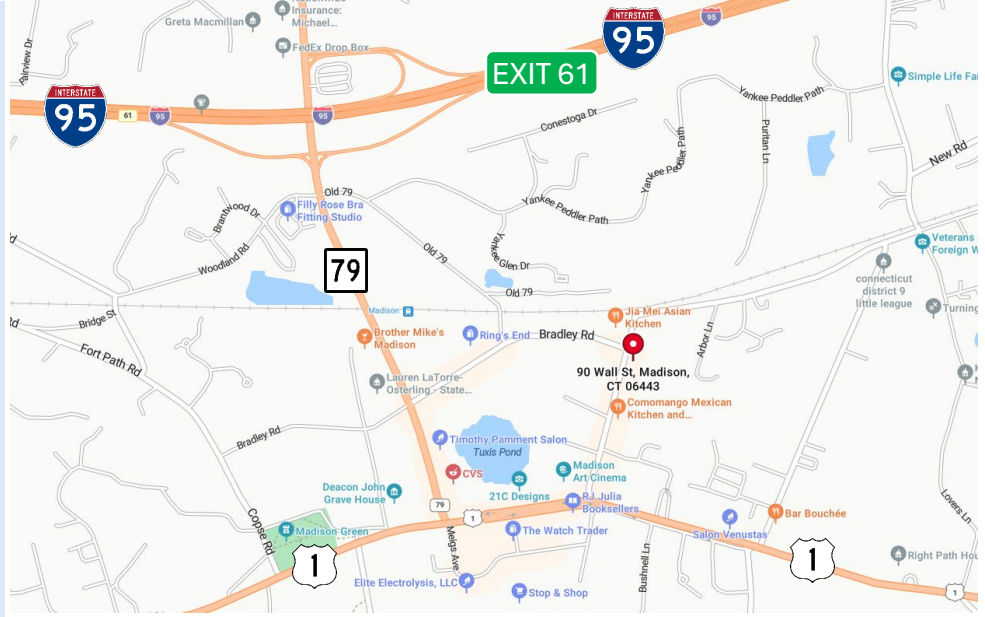 Nationwide
Insurance:
Michael...
Greta Macmillan
FedEx Drop Box
Fairview Dr
INTERSTATE
95
95
EXIT 61
INTERSTATE
95
61
95
95
Simple Life Fa
Yankee Peddler Path
Conestoga Dr
Puritan Ln
New Rd
Yankee Peddler Path
Old 79
Filly Rose Bra
Fitting Studio
Brantwood Dr
Yankee Peddler Path
Woodland Rd
Old 79
Yankee Glen Dr
Veterans
Foreign W
79
connecticut
district 9
little league
Old 79
Madison
Jia-Mei Asian
Kitchen
Turning
Bridge St
Rd
Brother Mike's
Madison
Ring's End
Bradley Rd
Arbor Ln
Fort Path Rd
90 Wall St, Madison,
CT 06443
Lauren LaTorre-
Osterling - State...
Comomango Mexican
Kitchen and...
Bradley Rd
Timothy Pamment Salon
Tuxis Pond
CVS
Madison
Art Cinema
Deacon John
Grave House
21C Designs
RJ Julia
Booksellers
79
1
Lovers Ln
Copse Rd
Madison Green
Meigs Ave
The Watch Trader
Salon Venustas
Bar Bouchée
1
Bushnell Ln
1
Right Path Hou
Elite Electrolysis, LLC
Stop & Shop
1